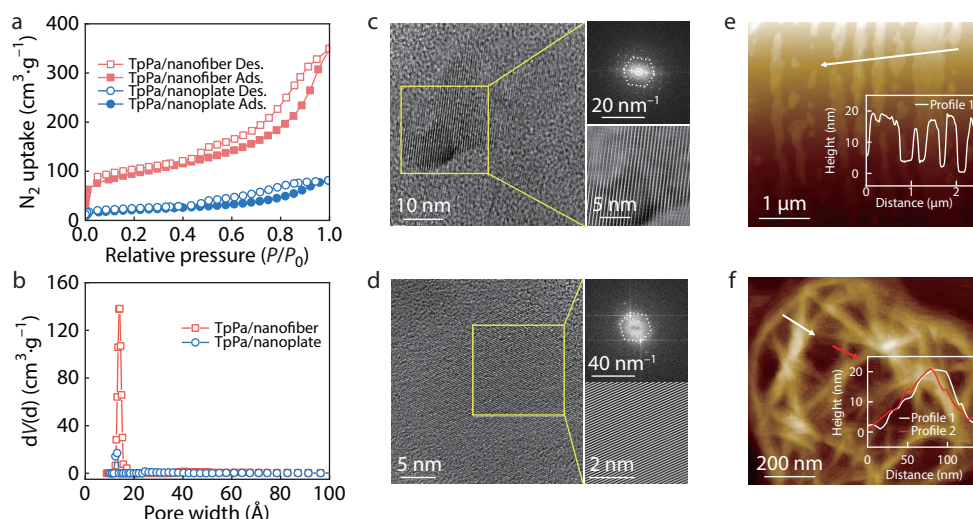 a
N₂ uptake (cm³·g⁻¹)
400
300
200
100
0
TpPa/nanofiber Des.
TpPa/nanofiber Ads.
TpPa/nanoplate Des.
TpPa/nanoplate Ads.
0.0 0.2 0.4 0.6 0.8 1.0
Relative pressure (P/P₀)
b
dV(d) (cm³·g⁻¹)
160
120
80
40
0
TpPa/nanofiber
TpPa/nanoplate
0 20 40 60 80 100
Pore width (Å)
c
10 nm
20 nm⁻¹
5 nm
d
5 nm
40 nm⁻¹
2 nm
e
1 μm
Height (nm)
20
10
0
Profile 1
0 1 2
Distance (μm)
f
200 nm
Height (nm)
20
10
0
Profile 1
Profile 2
0 50 100
Distance (nm)